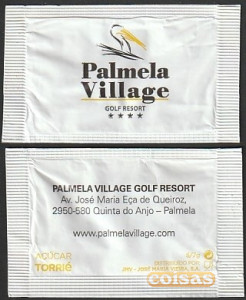 Palmela
Village
GOLF RESORT
★★★★
PALMELA VILLAGE GOLF RESORT
Av. José Maria Eça de Queiroz,
2950-580 Quinta do Anjo – Palmela
www.palmelavillage.com
AÇÚCAR
TORRIÉ
coisas